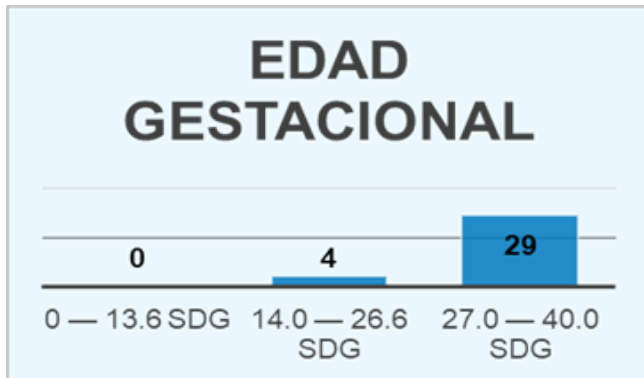 EDAD
GESTACIONAL
0
4
29
0 — 13.6 SDG
14.0 — 26.6
SDG
27.0 — 40.0
SDG